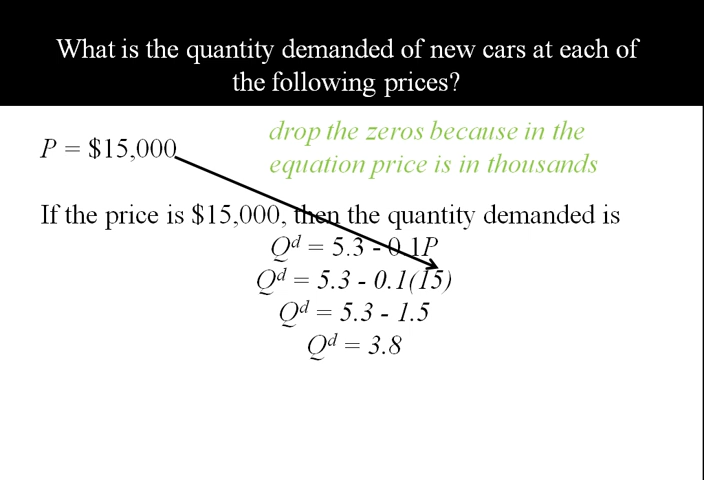 What is the quantity demanded of new cars at each of
the following prices?
drop the zeros because in the
equation price is in thousands
P = $15,000
If the price is $15,000, then the quantity demanded is
Qᵈ = 5.3 - 0.1P
Qᵈ = 5.3 - 0.1(15)
Qᵈ = 5.3 - 1.5
Qᵈ = 3.8